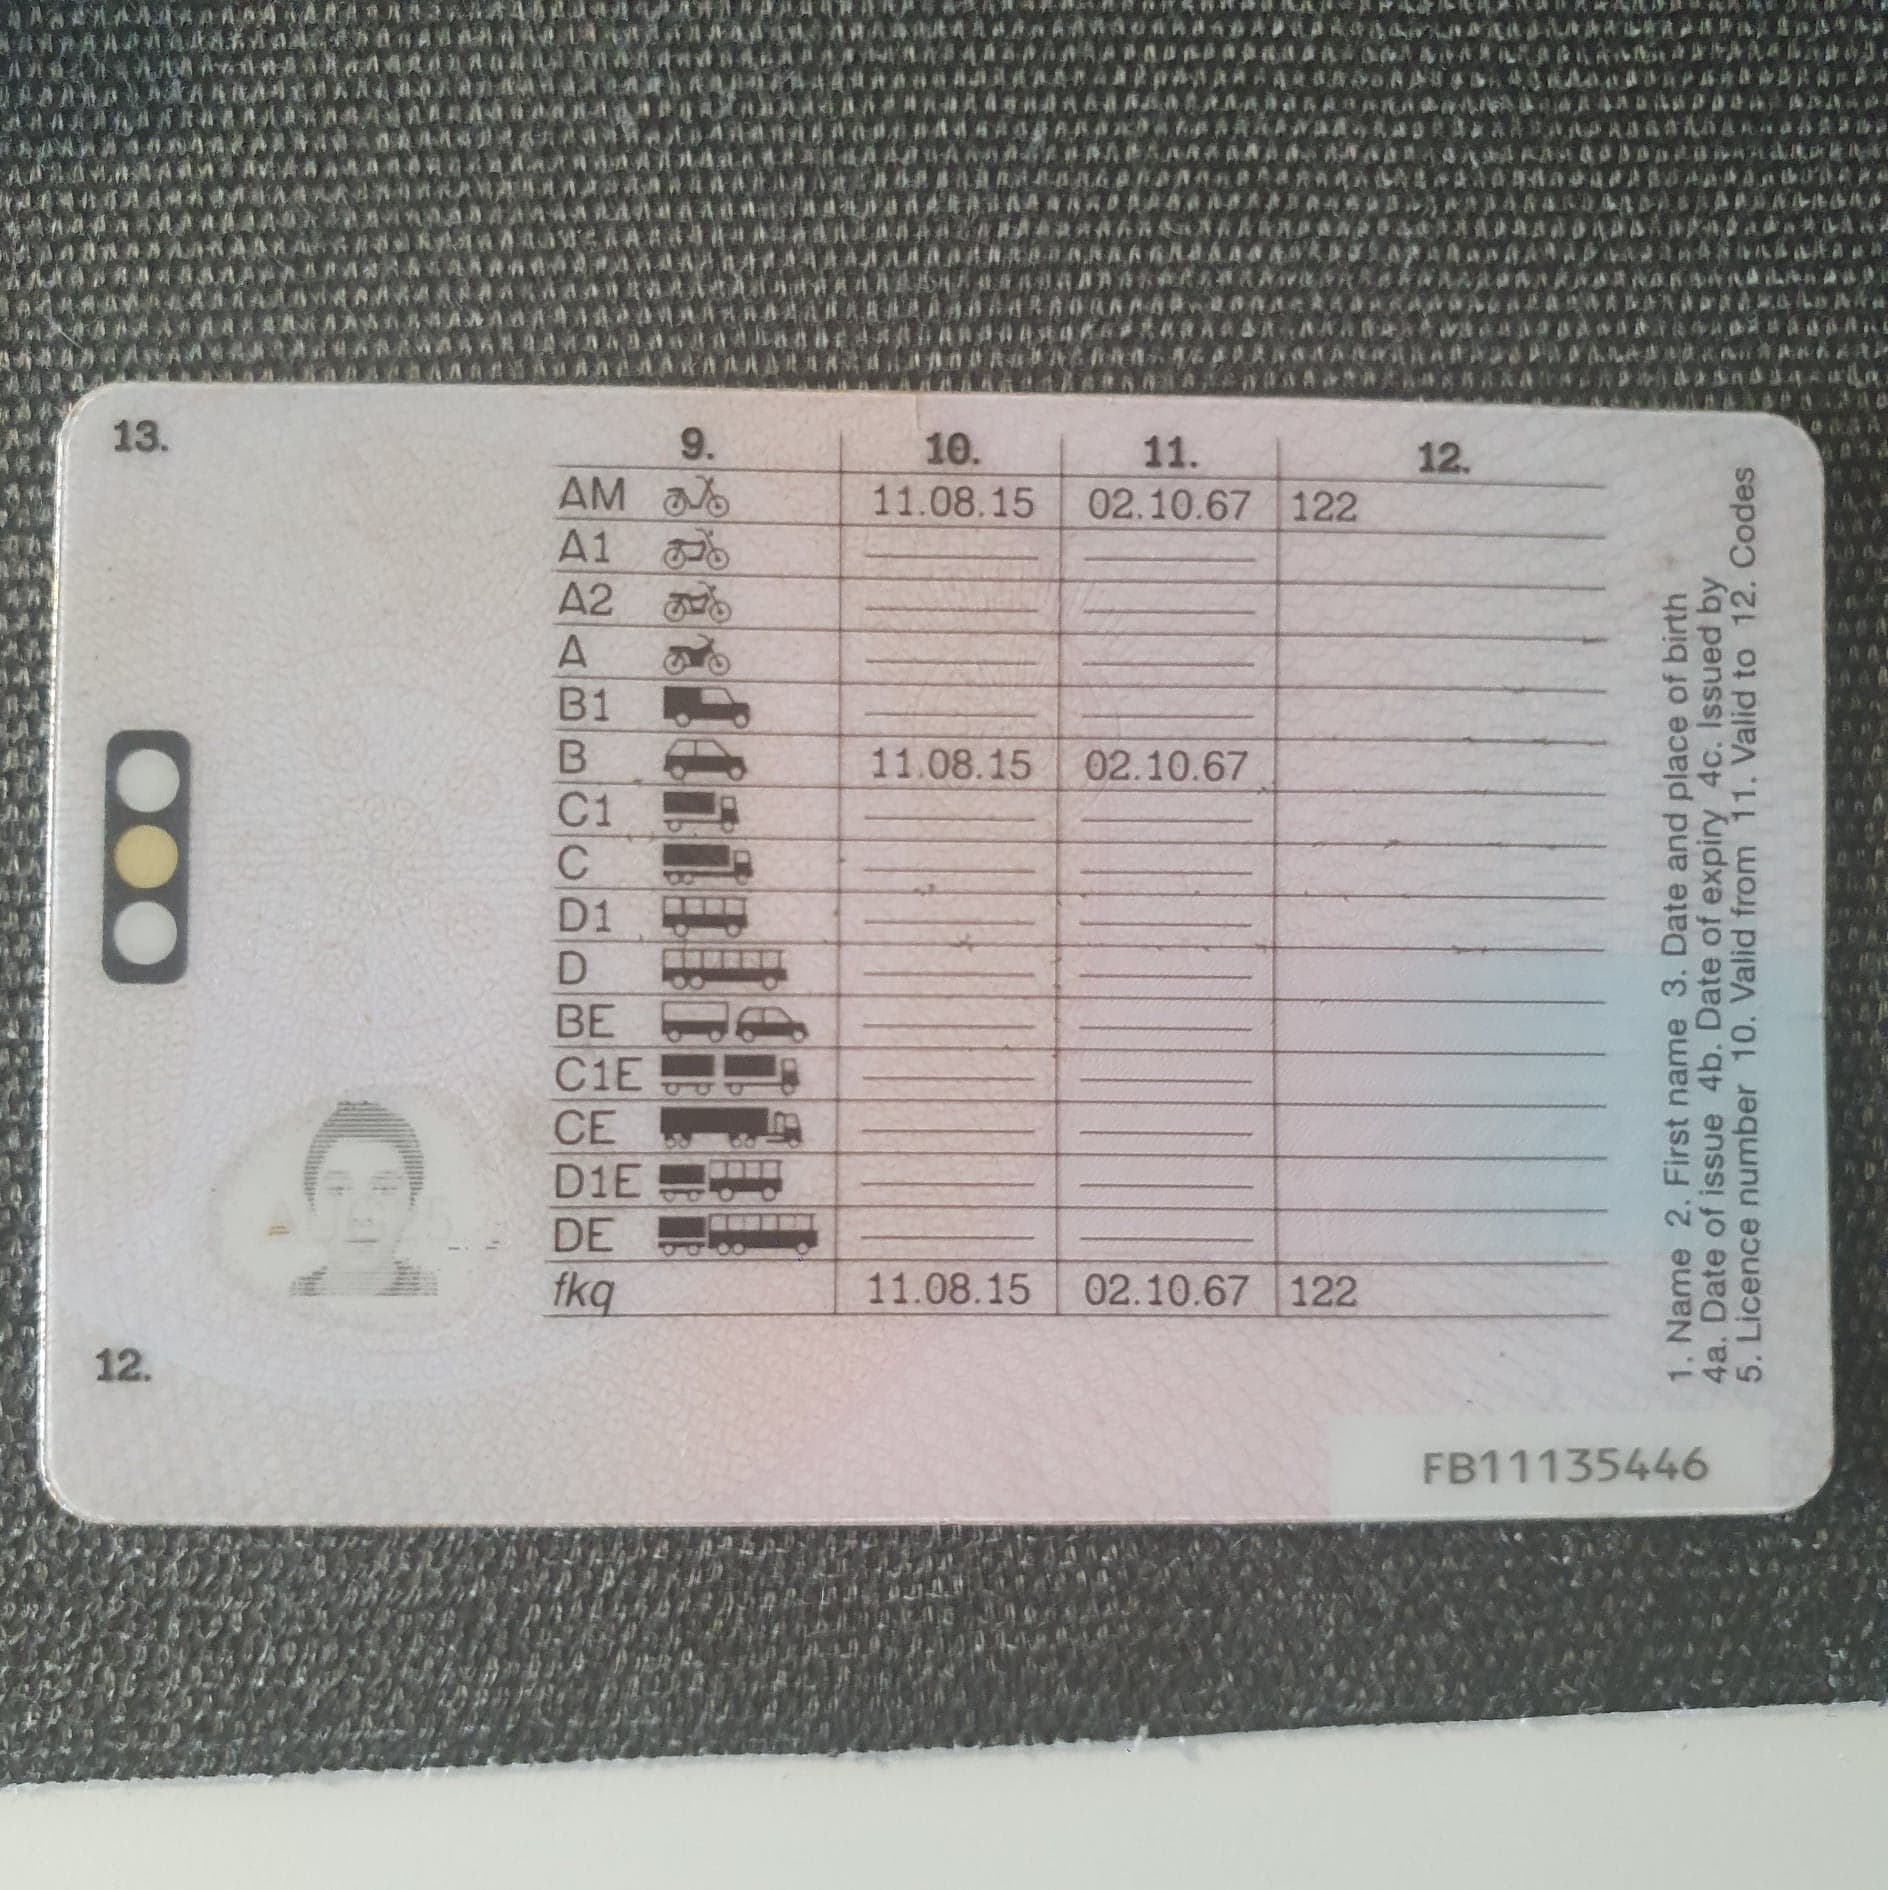 13.
9. 10. 11. 12.
AM 11.08.15 02.10.67 122
A1
A2
A
B1
B 11.08.15 02.10.67
C1
C
D1
D
BE
C1E
CE
D1E
DE
fkq 11.08.15 02.10.67 122
12.
1. Name 2. First name 3. Date and place of birth
4a. Date of issue 4b. Date of expiry 4c. Issued by
5. Licence number 10. Valid from 11. Valid to 12. Codes
FB11135446